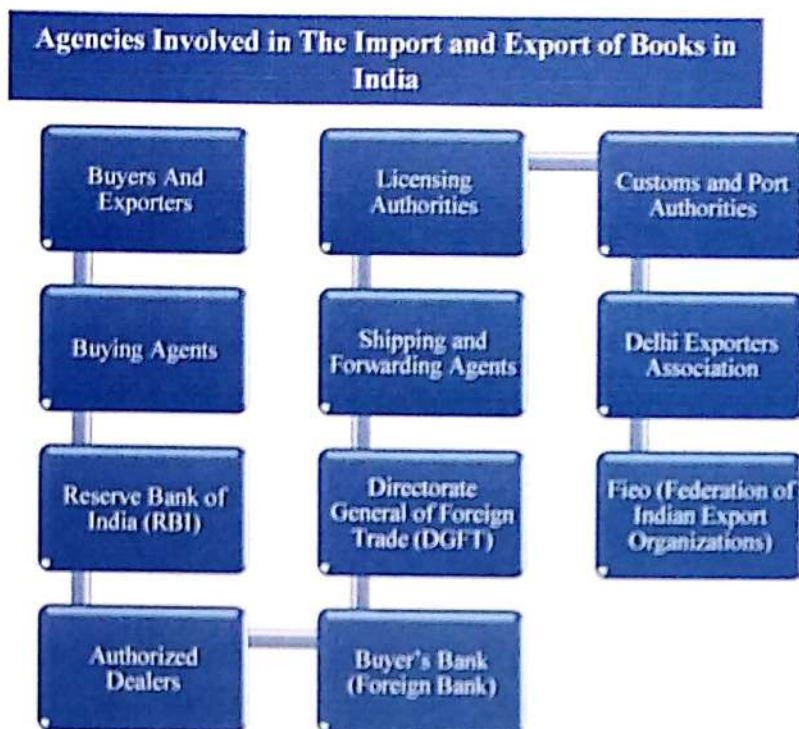 Agencies Involved in The Import and Export of Books in
India
Buyers And
Exporters
Buying Agents
Reserve Bank of
India (RBI)
Authorized
Dealers
Buyer's Bank
(Foreign Bank)
Directorate
General of Foreign
Trade (DGFT)
Shipping and
Forwarding Agents
Licensing
Authorities
Customs and Port
Authorities
Delhi Exporters
Association
Fieo (Federation of
Indian Export
Organizations)